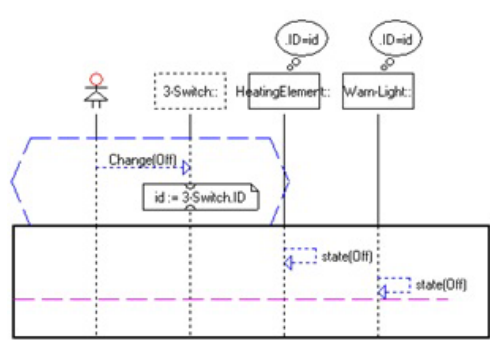 .ID=id
.ID=id
3-Switch::
HeatingElement::
Warn-Light::
Change(Off)
id := 3-Switch.ID
state(Off)
state(Off)